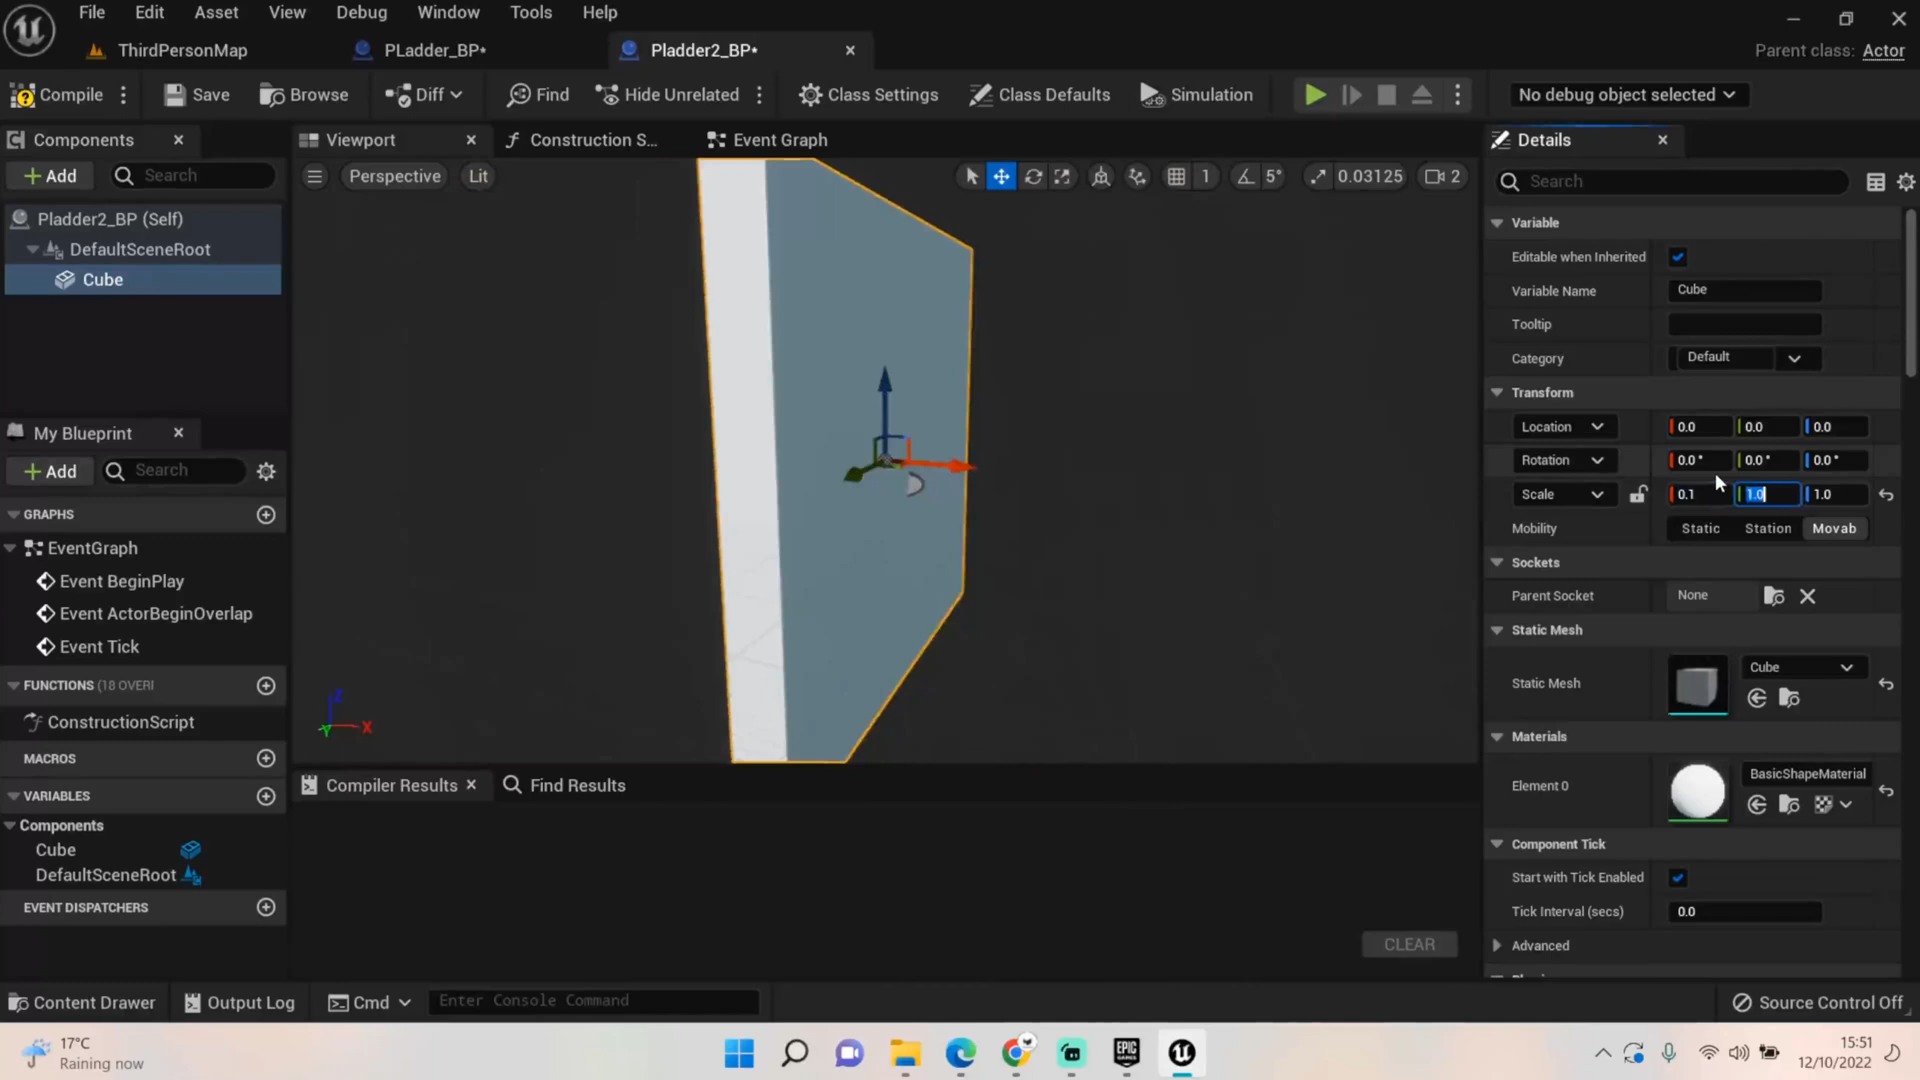 File Edit Asset View Debug Window Tools Help
ThirdPersonMap PLadder_BP* Pladder2_BP* Parent class: Actor
Compile Save Browse Diff Find Hide Unrelated Class Settings Class Defaults Simulation No debug object selected
Components Viewport Construction S... Event Graph Details
+ Add Search Perspective Lit 1 5° 0.03125 2 Search
Pladder2_BP (Self)
DefaultSceneRoot
Cube
Variable
Editable when Inherited
Variable Name Cube
Tooltip
Category Default
Transform
Location 0.0 0.0 0.0
Rotation 0.0 ° 0.0 ° 0.0 °
Scale 0.1 1.0 1.0
Mobility Static Station Movab
Sockets
Parent Socket None
Static Mesh
Static Mesh Cube
Materials
Element 0 BasicShapeMaterial
Component Tick
Start with Tick Enabled
Tick Interval (secs) 0.0
Advanced
My Blueprint
+ Add Search
GRAPHS
EventGraph
Event BeginPlay
Event ActorBeginOverlap
Event Tick
FUNCTIONS (18 OVERI
ConstructionScript
MACROS
VARIABLES
Components
Cube
DefaultSceneRoot
EVENT DISPATCHERS
Z
X
Y
Compiler Results Find Results
CLEAR
Content Drawer Output Log Cmd Enter Console Command Source Control Off
17°C
Raining now
EPIC
GAMES
15:51
12/10/2022